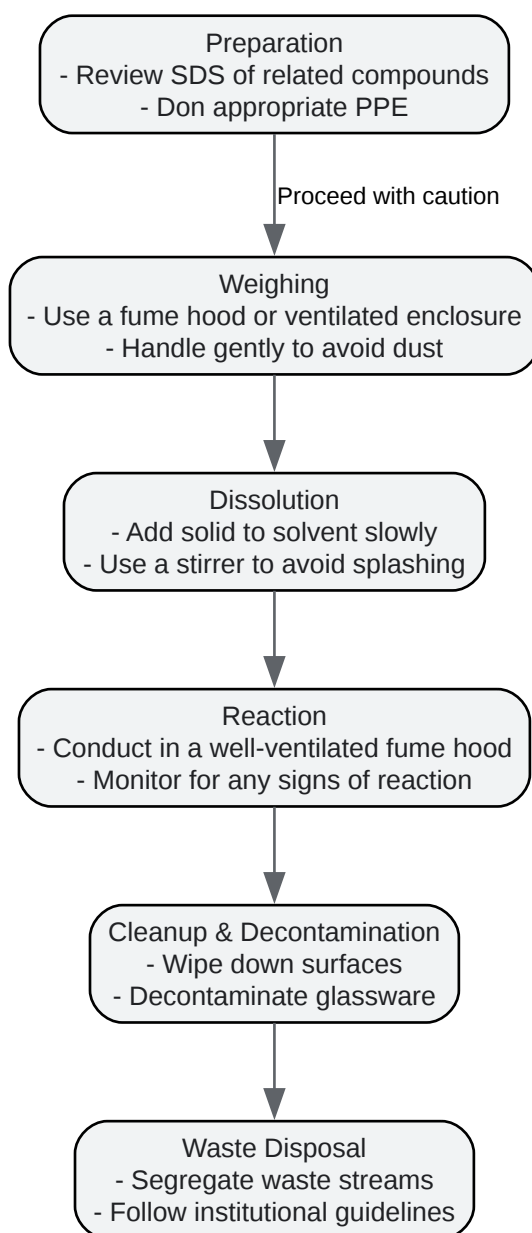 Preparation
- Review SDS of related compounds
- Don appropriate PPE
Proceed with caution
Weighing
- Use a fume hood or ventilated enclosure
- Handle gently to avoid dust
Dissolution
- Add solid to solvent slowly
- Use a stirrer to avoid splashing
Reaction
- Conduct in a well-ventilated fume hood
- Monitor for any signs of reaction
Cleanup & Decontamination
- Wipe down surfaces
- Decontaminate glassware
Waste Disposal
- Segregate waste streams
- Follow institutional guidelines